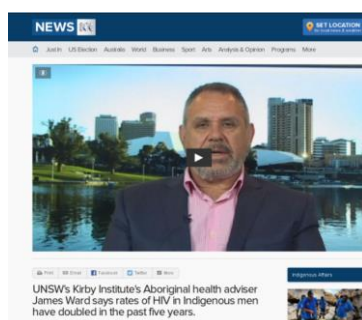 NEWS
SET LOCATION
Just In US Election Australia World Business Sport Arts Analysis & Opinion Programs More
Print Email Facebook Twitter More
UNSW's Kirby Institute's Aboriginal health adviser
James Ward says rates of HIV in Indigenous men
have doubled in the past five years.
Indigenous Affairs